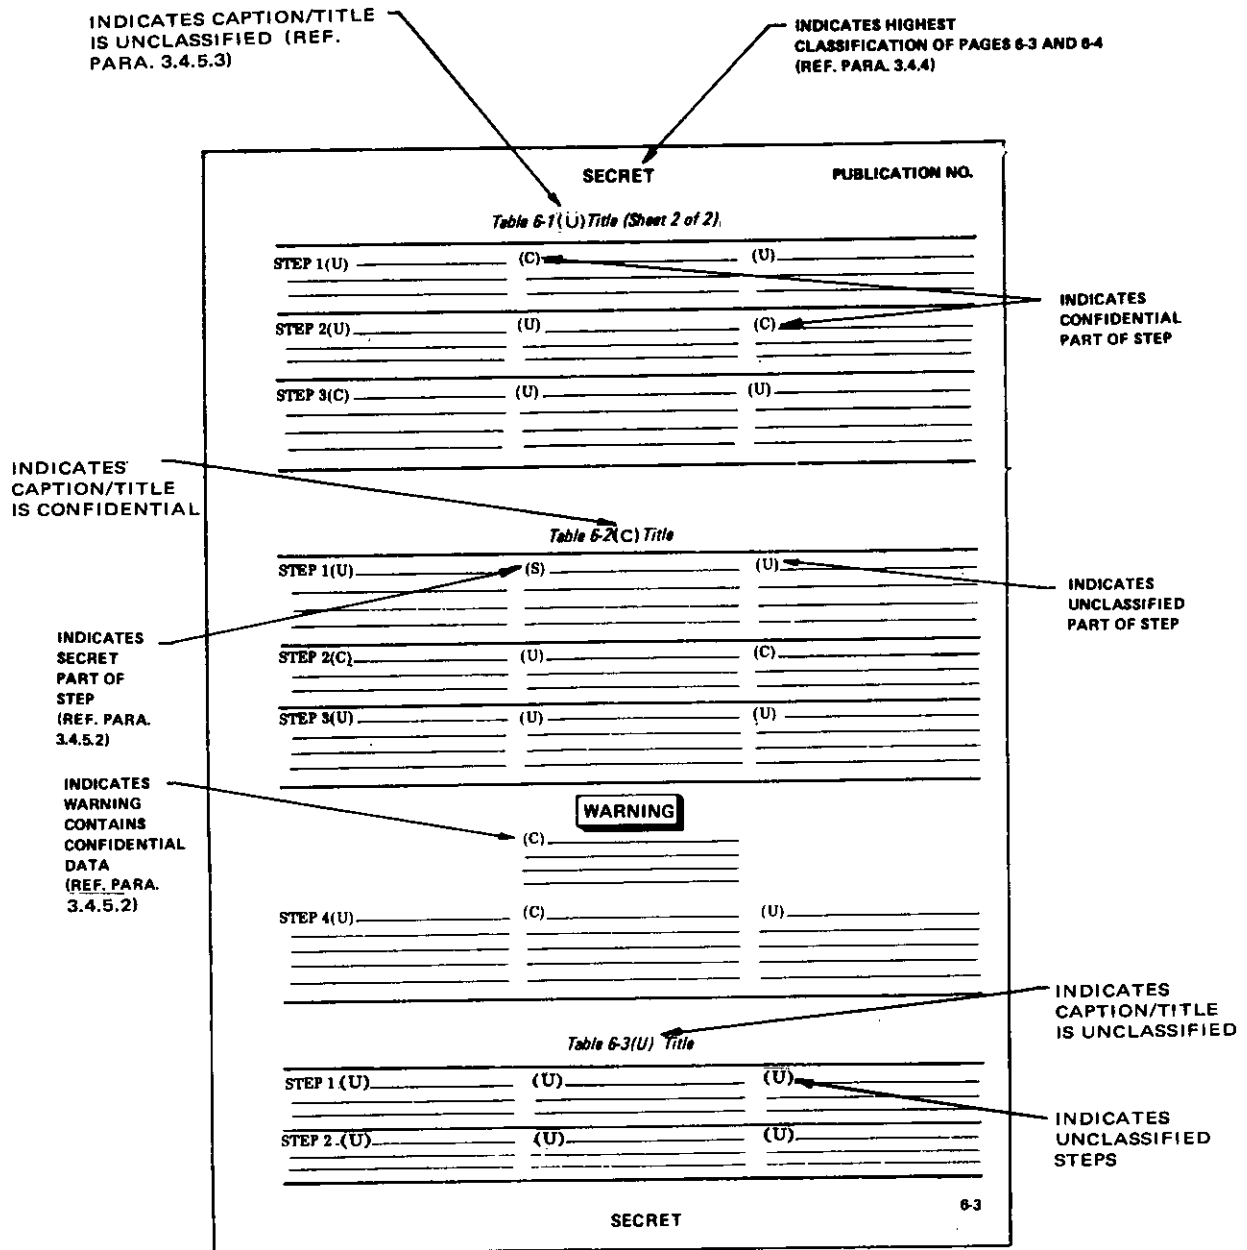 INDICATES CAPTION/TITLE
IS UNCLASSIFIED (REF.
PARA. 3.4.5.3)
INDICATES HIGHEST
CLASSIFICATION OF PAGES 6-3 AND 6-4
(REF. PARA. 3.4.4)
SECRET
PUBLICATION NO.
Table 6-1(U) Title (Sheet 2 of 2)
STEP 1(U) (C) (U)
STEP 2(U) (U) (C)
INDICATES
CONFIDENTIAL
PART OF STEP
STEP 3(C) (U) (U)
INDICATES
CAPTION/TITLE
IS CONFIDENTIAL
Table 6-2(C) Title
STEP 1(U) (S) (U)
INDICATES
UNCLASSIFIED
PART OF STEP
INDICATES
SECRET
PART OF
STEP
(REF. PARA.
3.4.5.2)
STEP 2(C) (U) (C)
STEP 3(U) (U) (U)
INDICATES
WARNING
CONTAINS
CONFIDENTIAL
DATA
(REF. PARA.
3.4.5.2)
WARNING
(C)
STEP 4(U) (C) (U)
INDICATES
CAPTION/TITLE
IS UNCLASSIFIED
Table 6-3(U) Title
STEP 1.(U) (U) (U)
STEP 2.(U) (U) (U)
INDICATES
UNCLASSIFIED
STEPS
6-3
SECRET